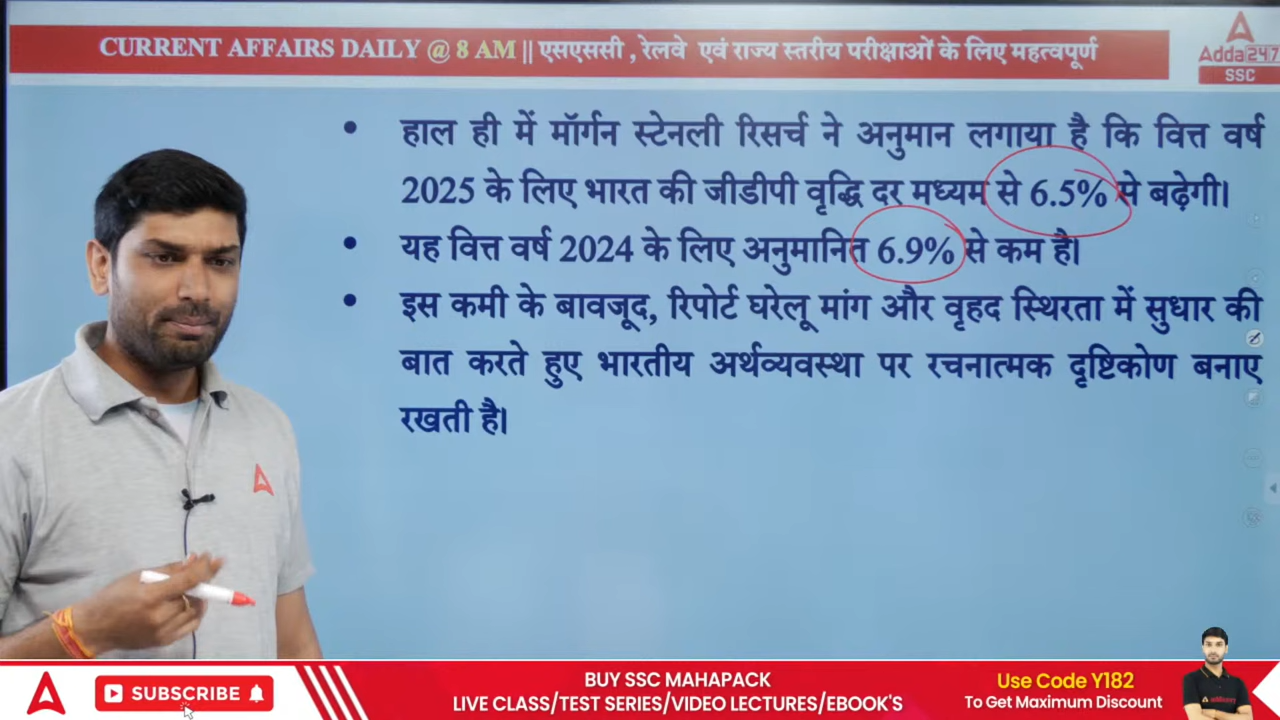 CURRENT AFFAIRS DAILY @ 8 AM || एसएससी , रेलवे एवं राज्य स्तरीय परीक्षाओं के लिए महत्वपूर्ण
Adda247
SSC
• हाल ही में मॉर्गन स्टेनली रिसर्च ने अनुमान लगाया है कि वित्त वर्ष
2025 के लिए भारत की जीडीपी वृद्धि दर मध्यम से 6.5% से बढ़ेगी।
• यह वित्त वर्ष 2024 के लिए अनुमानित 6.9% से कम है।
• इस कमी के बावजूद, रिपोर्ट घरेलू मांग और वृहद स्थिरता में सुधार की
बात करते हुए भारतीय अर्थव्यवस्था पर रचनात्मक दृष्टिकोण बनाए
रखती है।
SUBSCRIBE
BUY SSC MAHAPACK
LIVE CLASS/TEST SERIES/VIDEO LECTURES/EBOOK'S
Use Code Y182
To Get Maximum Discount